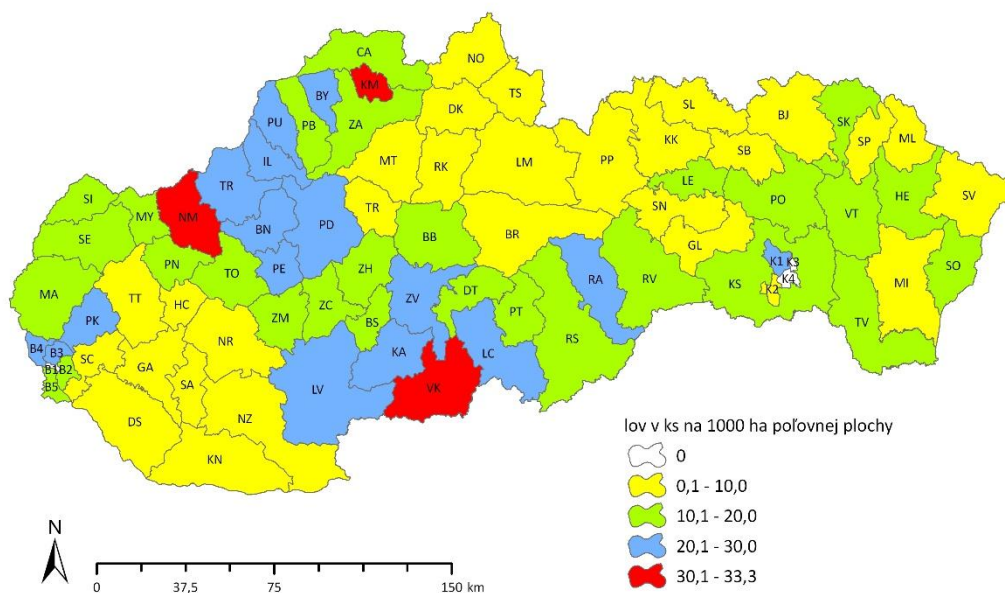 CA
NO
KM
BY
TS
SL
BJ
SK
PU
PB
ZA
DK
KK
SP
ML
SB
IL
MT
RK
LM
PP
LE
PO
HE
TR
SI
MY
NM
SN
VT
SV
TR
BN
PD
BB
BR
GL
SE
PN
TO
PE
ZH
RA
RV
K1
K3
KS
K4
K2
MI
SO
MA
TT
HC
ZM
ZC
BS
ZV
DT
PT
TV
PK
NR
B4
B3
B1
B2
B5
SC
GA
SA
LV
KA
LC
RS
VK
DS
NZ
KN
lov v ks na 1000 ha poľovnej plochy
0
0,1 - 10,0
10,1 - 20,0
20,1 - 30,0
30,1 - 33,3
N
0 37,5 75 150 km